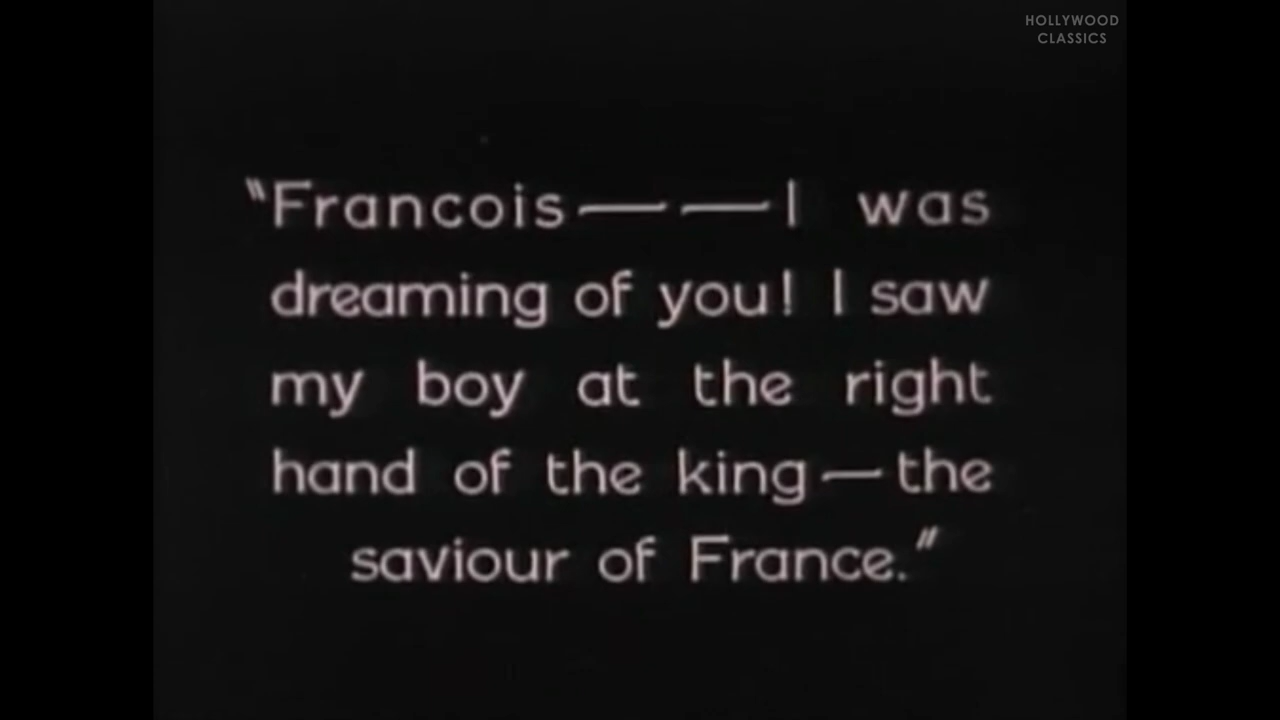 HOLLYWOOD
CLASSICS
"Francois — — I was
dreaming of you! I saw
my boy at the right
hand of the king — the
saviour of France."